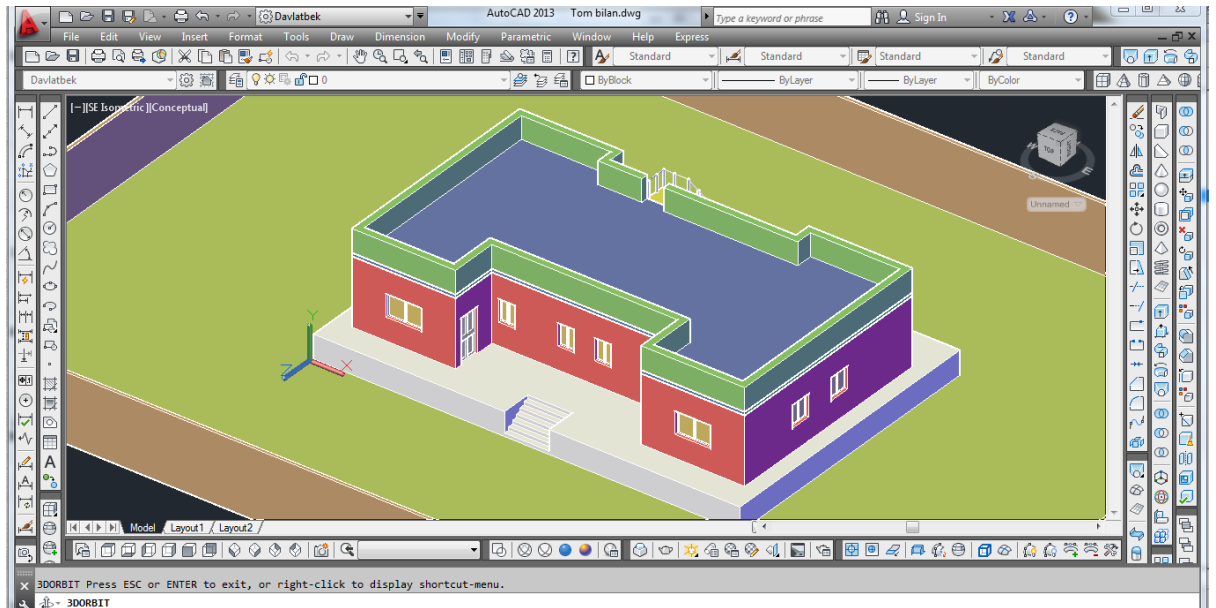 Davlatbek AutoCAD 2013 Tom bilan.dwg Type a keyword or phrase Sign In
File Edit View Insert Format Tools Draw Dimension Modify Parametric Window Help Express
Standard Standard Standard Standard
Davlatbek 0 ByBlock ByLayer ByLayer ByColor
[−][SE Isometric][Conceptual]
TOP
S E
Unnamed
Y
X
Z
Model Layout1 Layout2
3DORBIT Press ESC or ENTER to exit, or right-click to display shortcut-menu.
3DORBIT